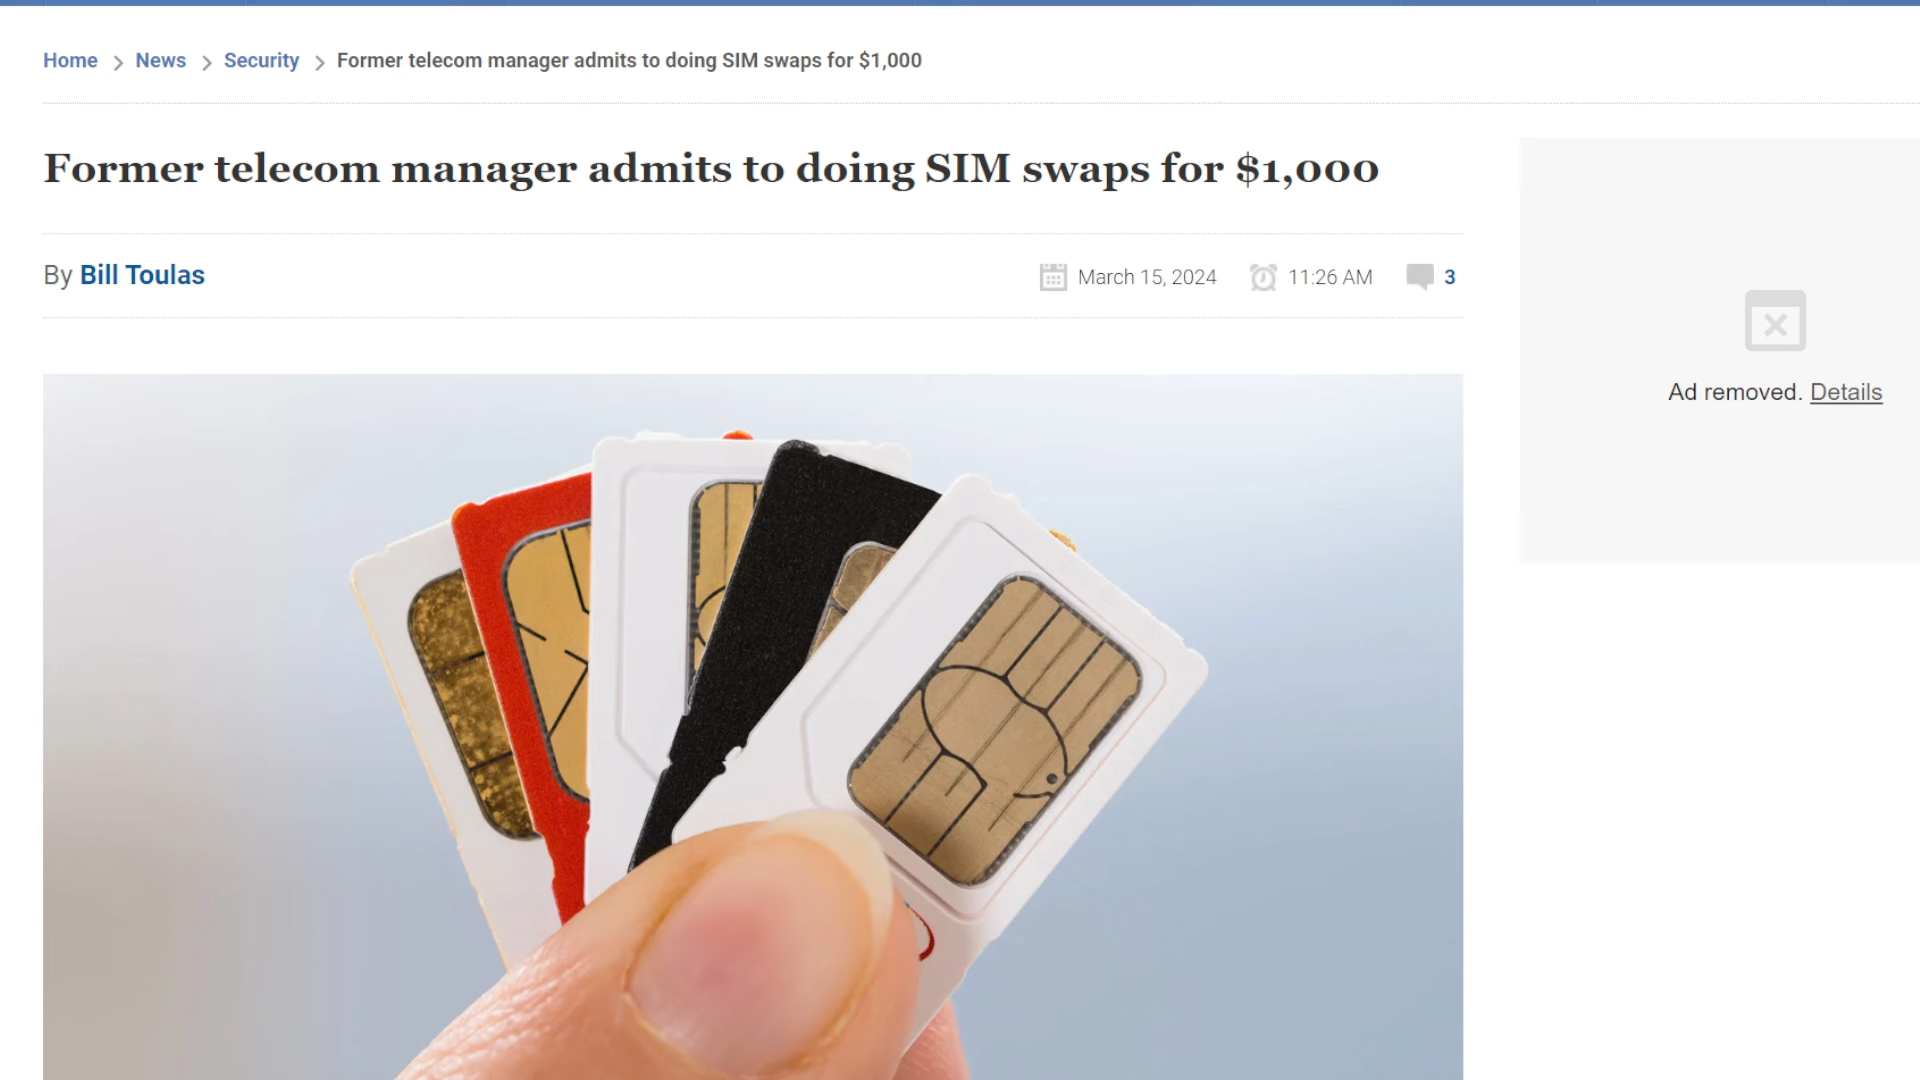 Home > News > Security > Former telecom manager admits to doing SIM swaps for $1,000
Former telecom manager admits to doing SIM swaps for $1,000
By Bill Toulas
March 15, 2024 11:26 AM 3
Ad removed. Details